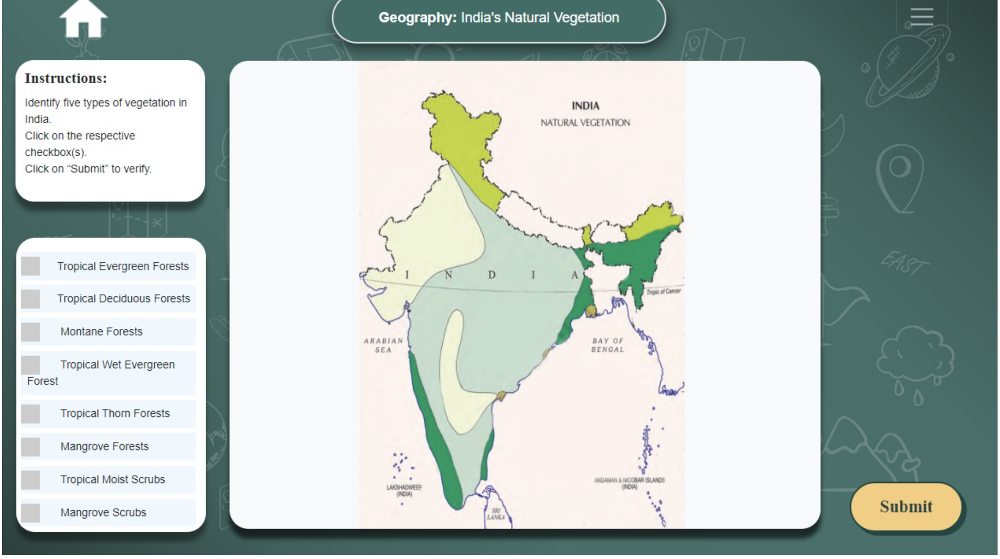 Geography: India's Natural Vegetation
Instructions:
Identify five types of vegetation in
India.
Click on the respective
checkbox(s).
Click on “Submit” to verify.
Tropical Evergreen Forests
Tropical Deciduous Forests
Montane Forests
Tropical Wet Evergreen
Forest
Tropical Thorn Forests
Mangrove Forests
Tropical Moist Scrubs
Mangrove Scrubs
INDIA
NATURAL VEGETATION
I N D I A
Tropic of Cancer
ARABIAN
SEA
BAY OF
BENGAL
LAKSHADWEEP
(INDIA)
ANDAMAN & NICOBAR ISLANDS
(INDIA)
SRI
LANKA
EAST
Submit